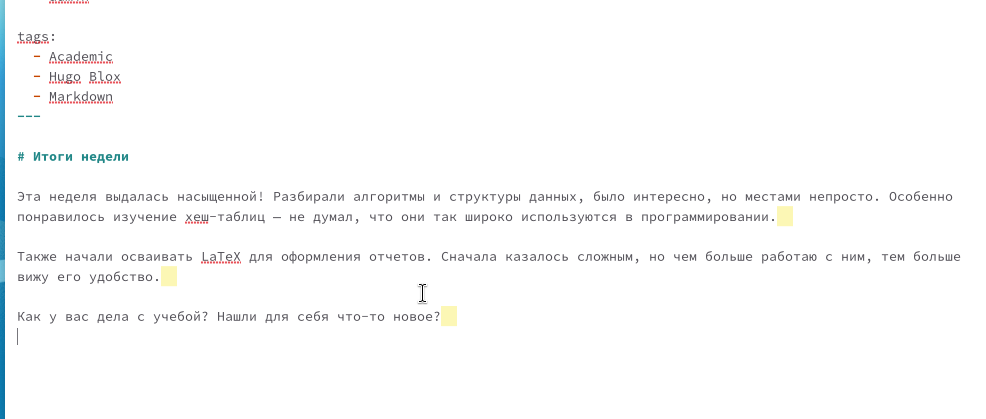 tags:
- Academic
- Hugo Blox
- Markdown
---
# Итоги недели
Эта неделя выдалась насыщенной! Разбирали алгоритмы и структуры данных, было интересно, но местами непросто. Особенно
понравилось изучение хеш-таблиц — не думал, что они так широко используются в программировании.
Также начали осваивать LaTeX для оформления отчетов. Сначала казалось сложным, но чем больше работаю с ним, тем больше
вижу его удобство.
Как у вас дела с учебой? Нашли для себя что-то новое?